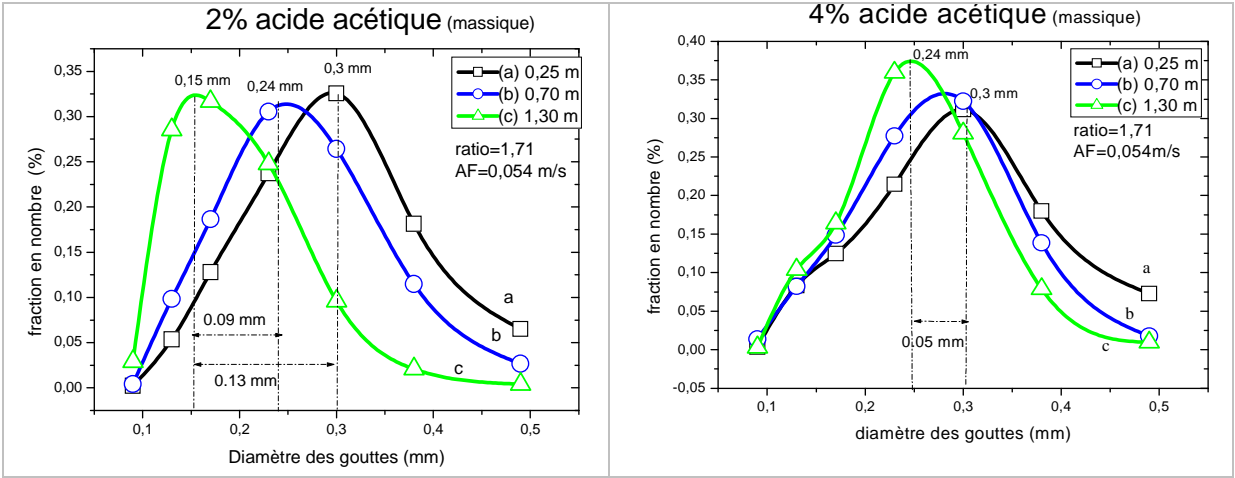 2% acide acétique (massique)
0,15 mm
0,24 mm
0,3 mm
(a) 0,25 m
(b) 0,70 m
(c) 1,30 m
ratio=1,71
AF=0,054 m/s
0,35
0,30
0,25
0,20
0,15
0,10
0,05
0,00
fraction en nombre (%)
0.09 mm
0.13 mm
a
b
c
0,1 0,2 0,3 0,4 0,5
Diamètre des gouttes (mm)
4% acide acétique (massique)
0,24 mm
0,3 mm
(a) 0,25 m
(b) 0,70 m
(c) 1,30 m
ratio=1,71
AF=0,054m/s
0,40
0,35
0,30
0,25
0,20
0,15
0,10
0,05
0,00
-0,05
fraction en nombre (%)
0.05 mm
a
b
c
0,1 0,2 0,3 0,4 0,5
diamètre des gouttes (mm)